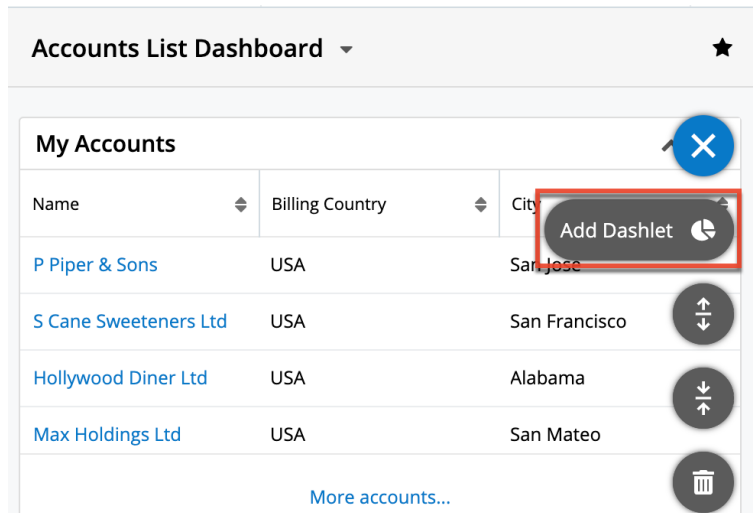 Accounts List Dashboard
My Accounts
Name Billing Country City
Add Dashlet
P Piper & Sons USA San Jose
S Cane Sweeteners Ltd USA San Francisco
Hollywood Diner Ltd USA Alabama
Max Holdings Ltd USA San Mateo
More accounts...